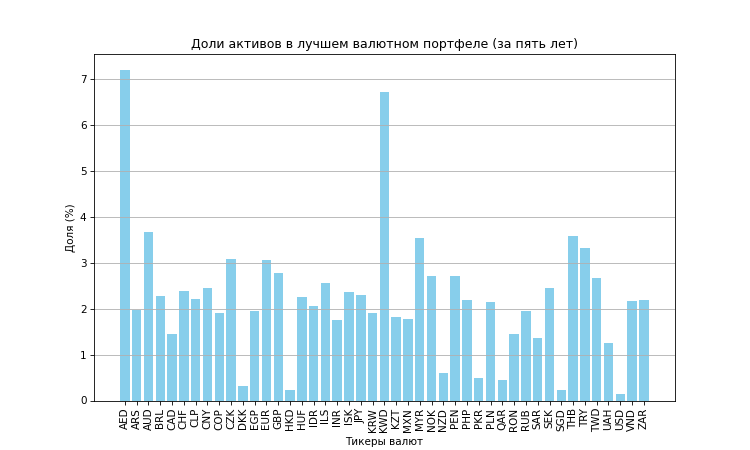 Доли активов в лучшем валютном портфеле (за пять лет)
Доля (%)
7
6
5
4
3
2
1
0
AED ARS AUD BRL CAD CHF CLP CNY COP CZK DKK EGP EUR GBP HKD HUF IDR ILS INR ISK JPY KRW KWD KZT MXN MYR NOK NZD PEN PHP PKR PLN QAR RON RUB SAR SEK SGD THB TRY TWD UAH USD VND ZAR
Тикеры валют